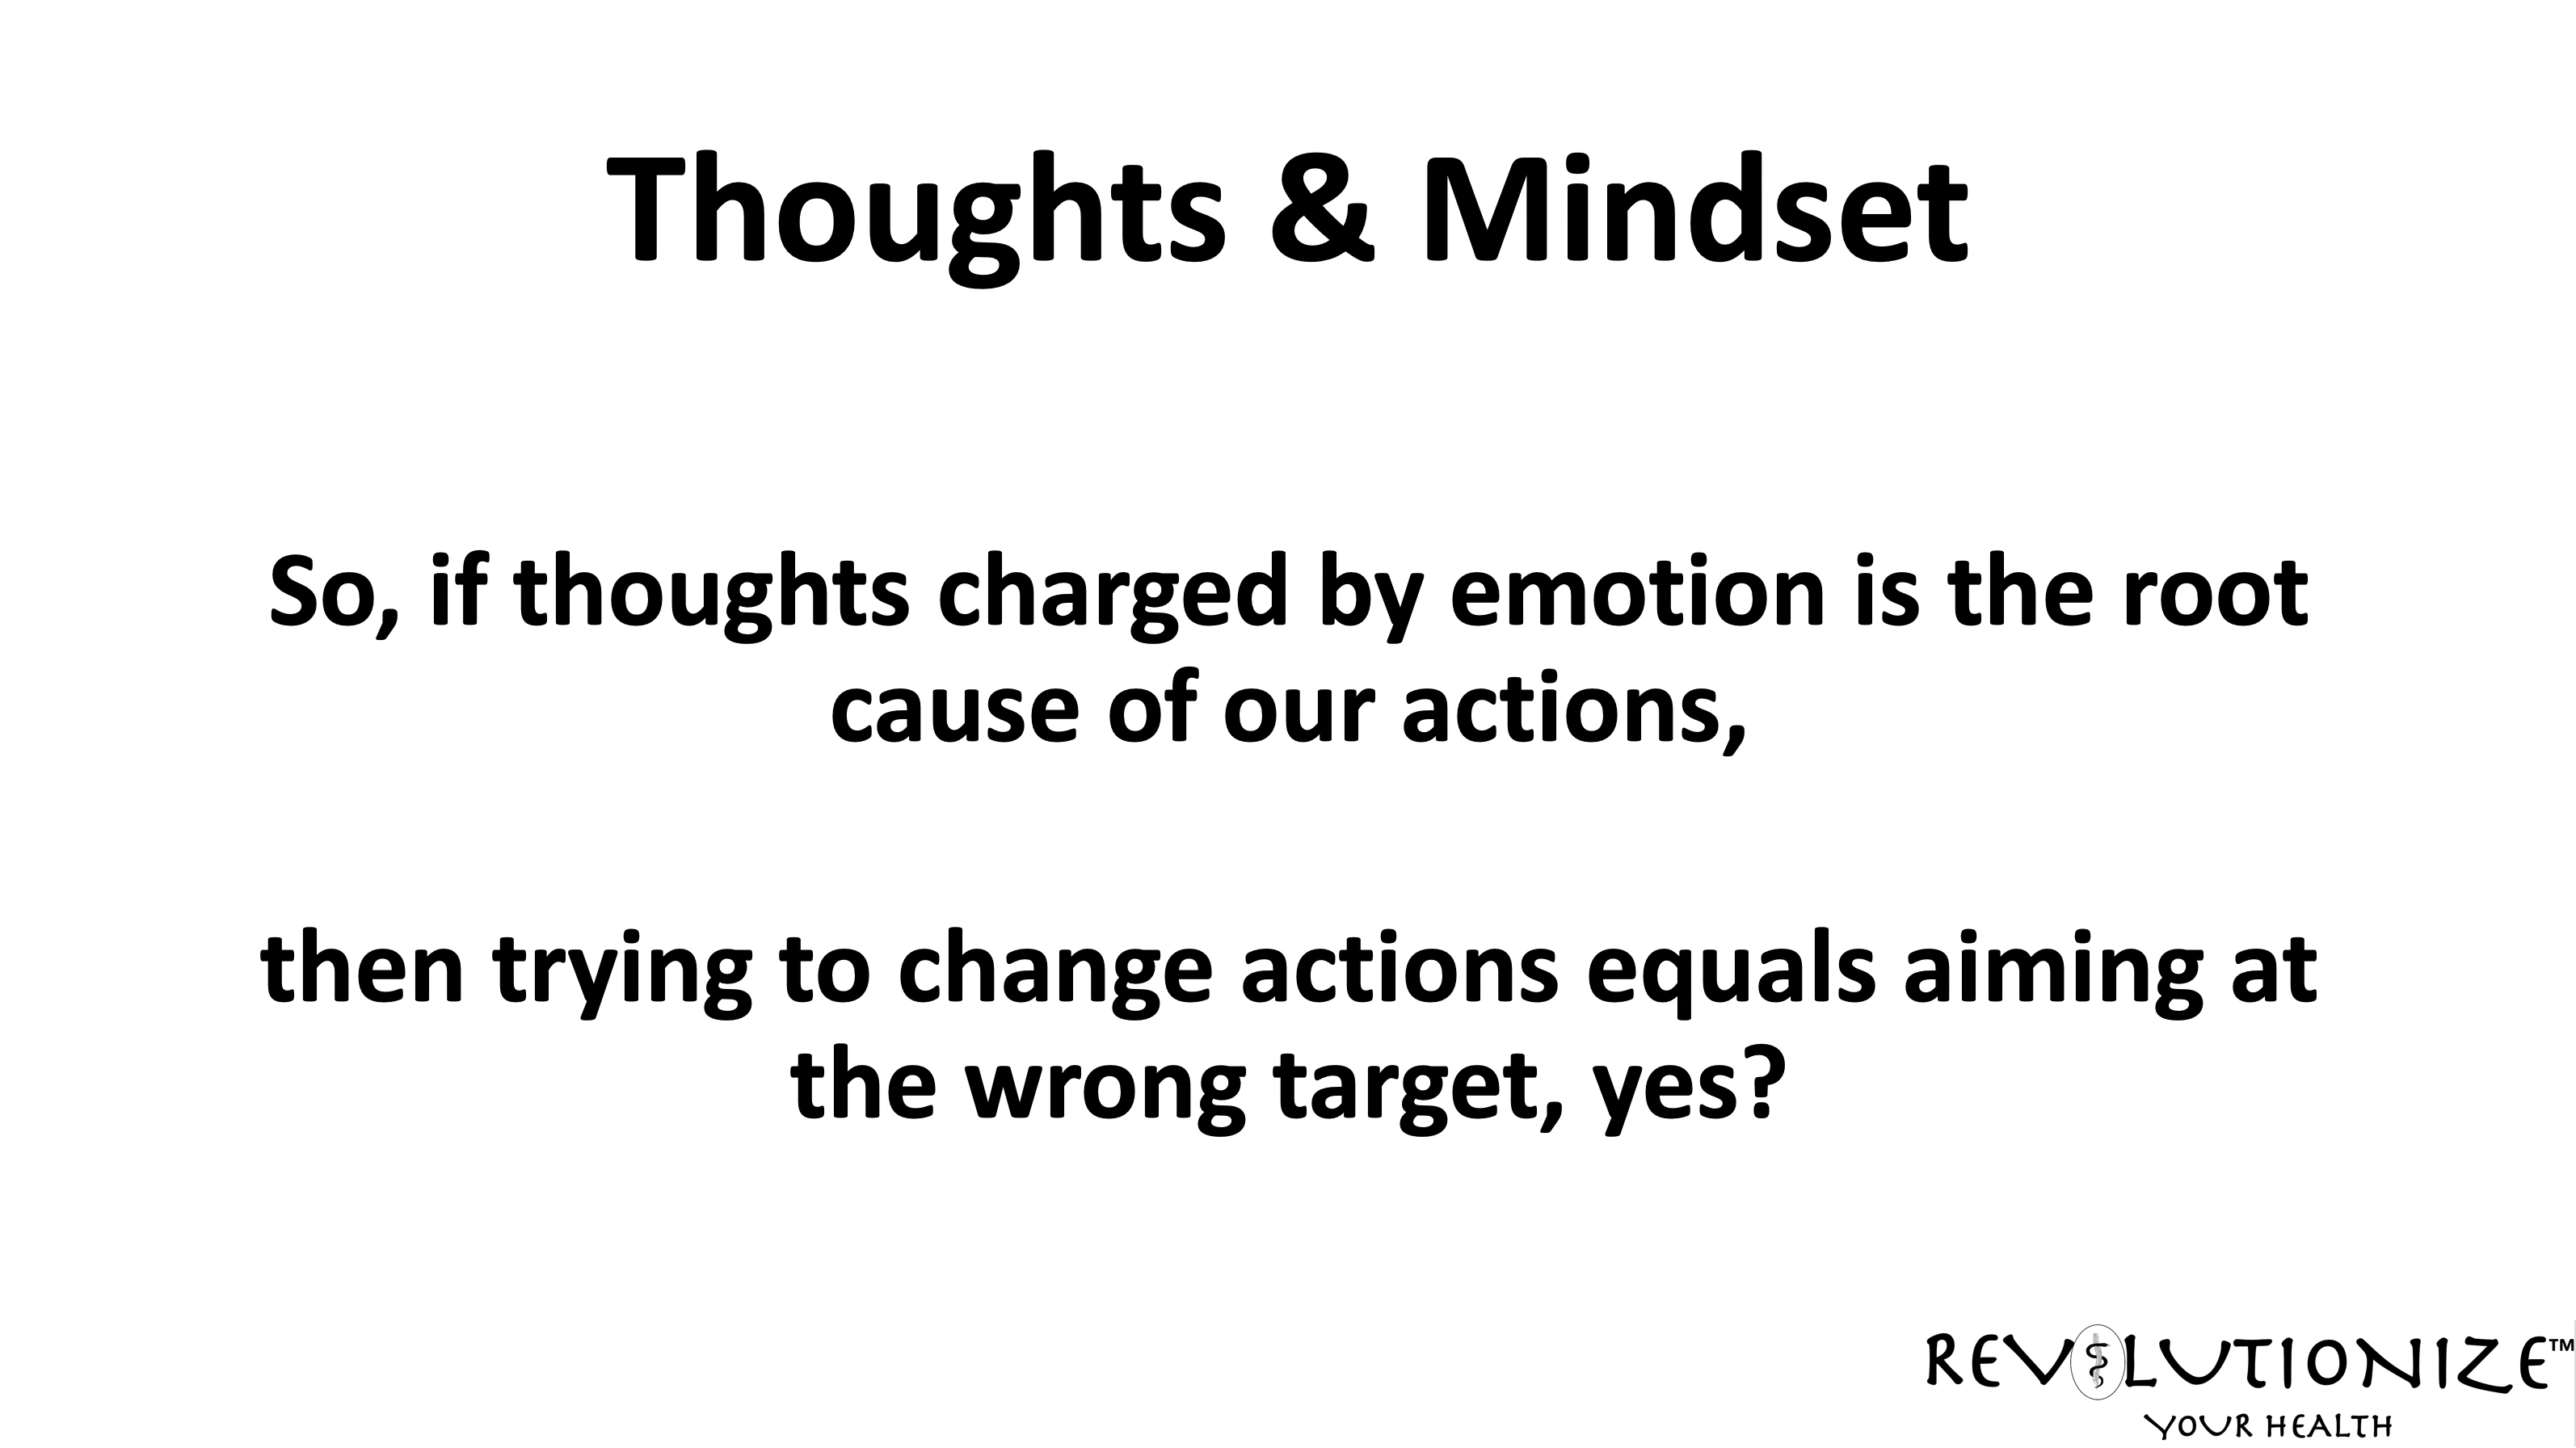 Thoughts & Mindset
So, if thoughts charged by emotion is the root
cause of our actions,
then trying to change actions equals aiming at
the wrong target, yes?
REVOLUTIONIZE™
YOUR HEALTH